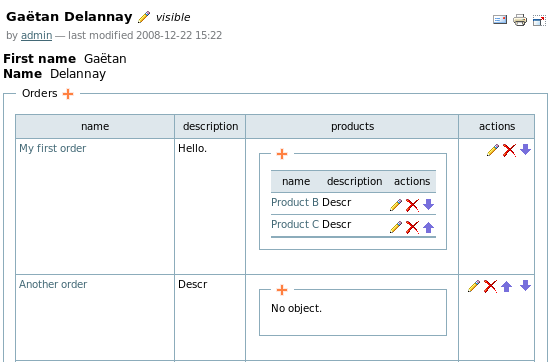 Gaëtan Delannay visible
by admin — last modified 2008-12-22 15:22
First name Gaëtan
Name Delannay
Orders
name description products actions
My first order Hello.
name description actions
Product B Descr
Product C Descr
Another order Descr
No object.